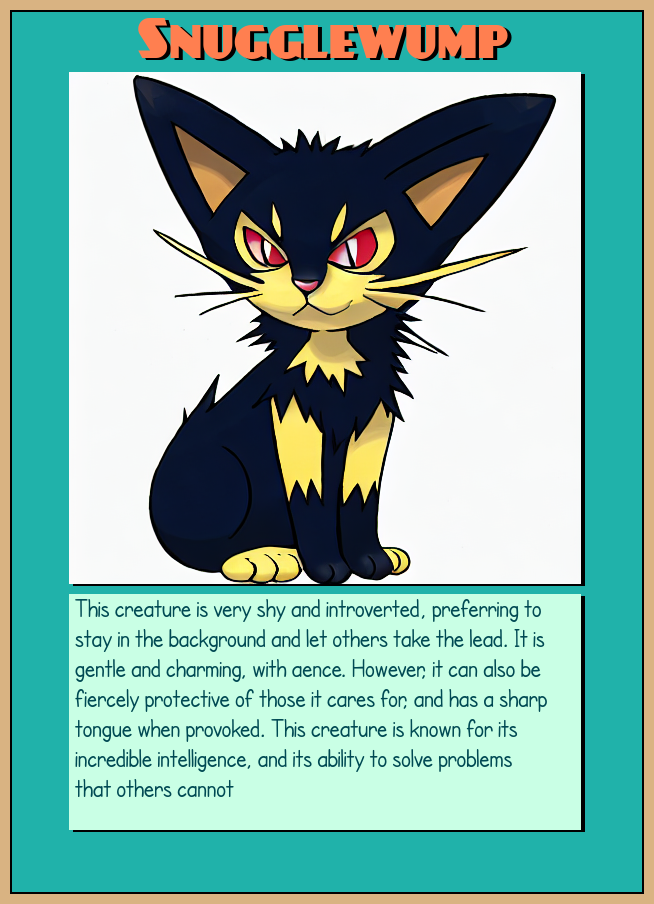 Snugglewump
This creature is very shy and introverted, preferring to
stay in the background and let others take the lead. It is
gentle and charming, with aence. However, it can also be
fiercely protective of those it cares for, and has a sharp
tongue when provoked. This creature is known for its
incredible intelligence, and its ability to solve problems
that others cannot